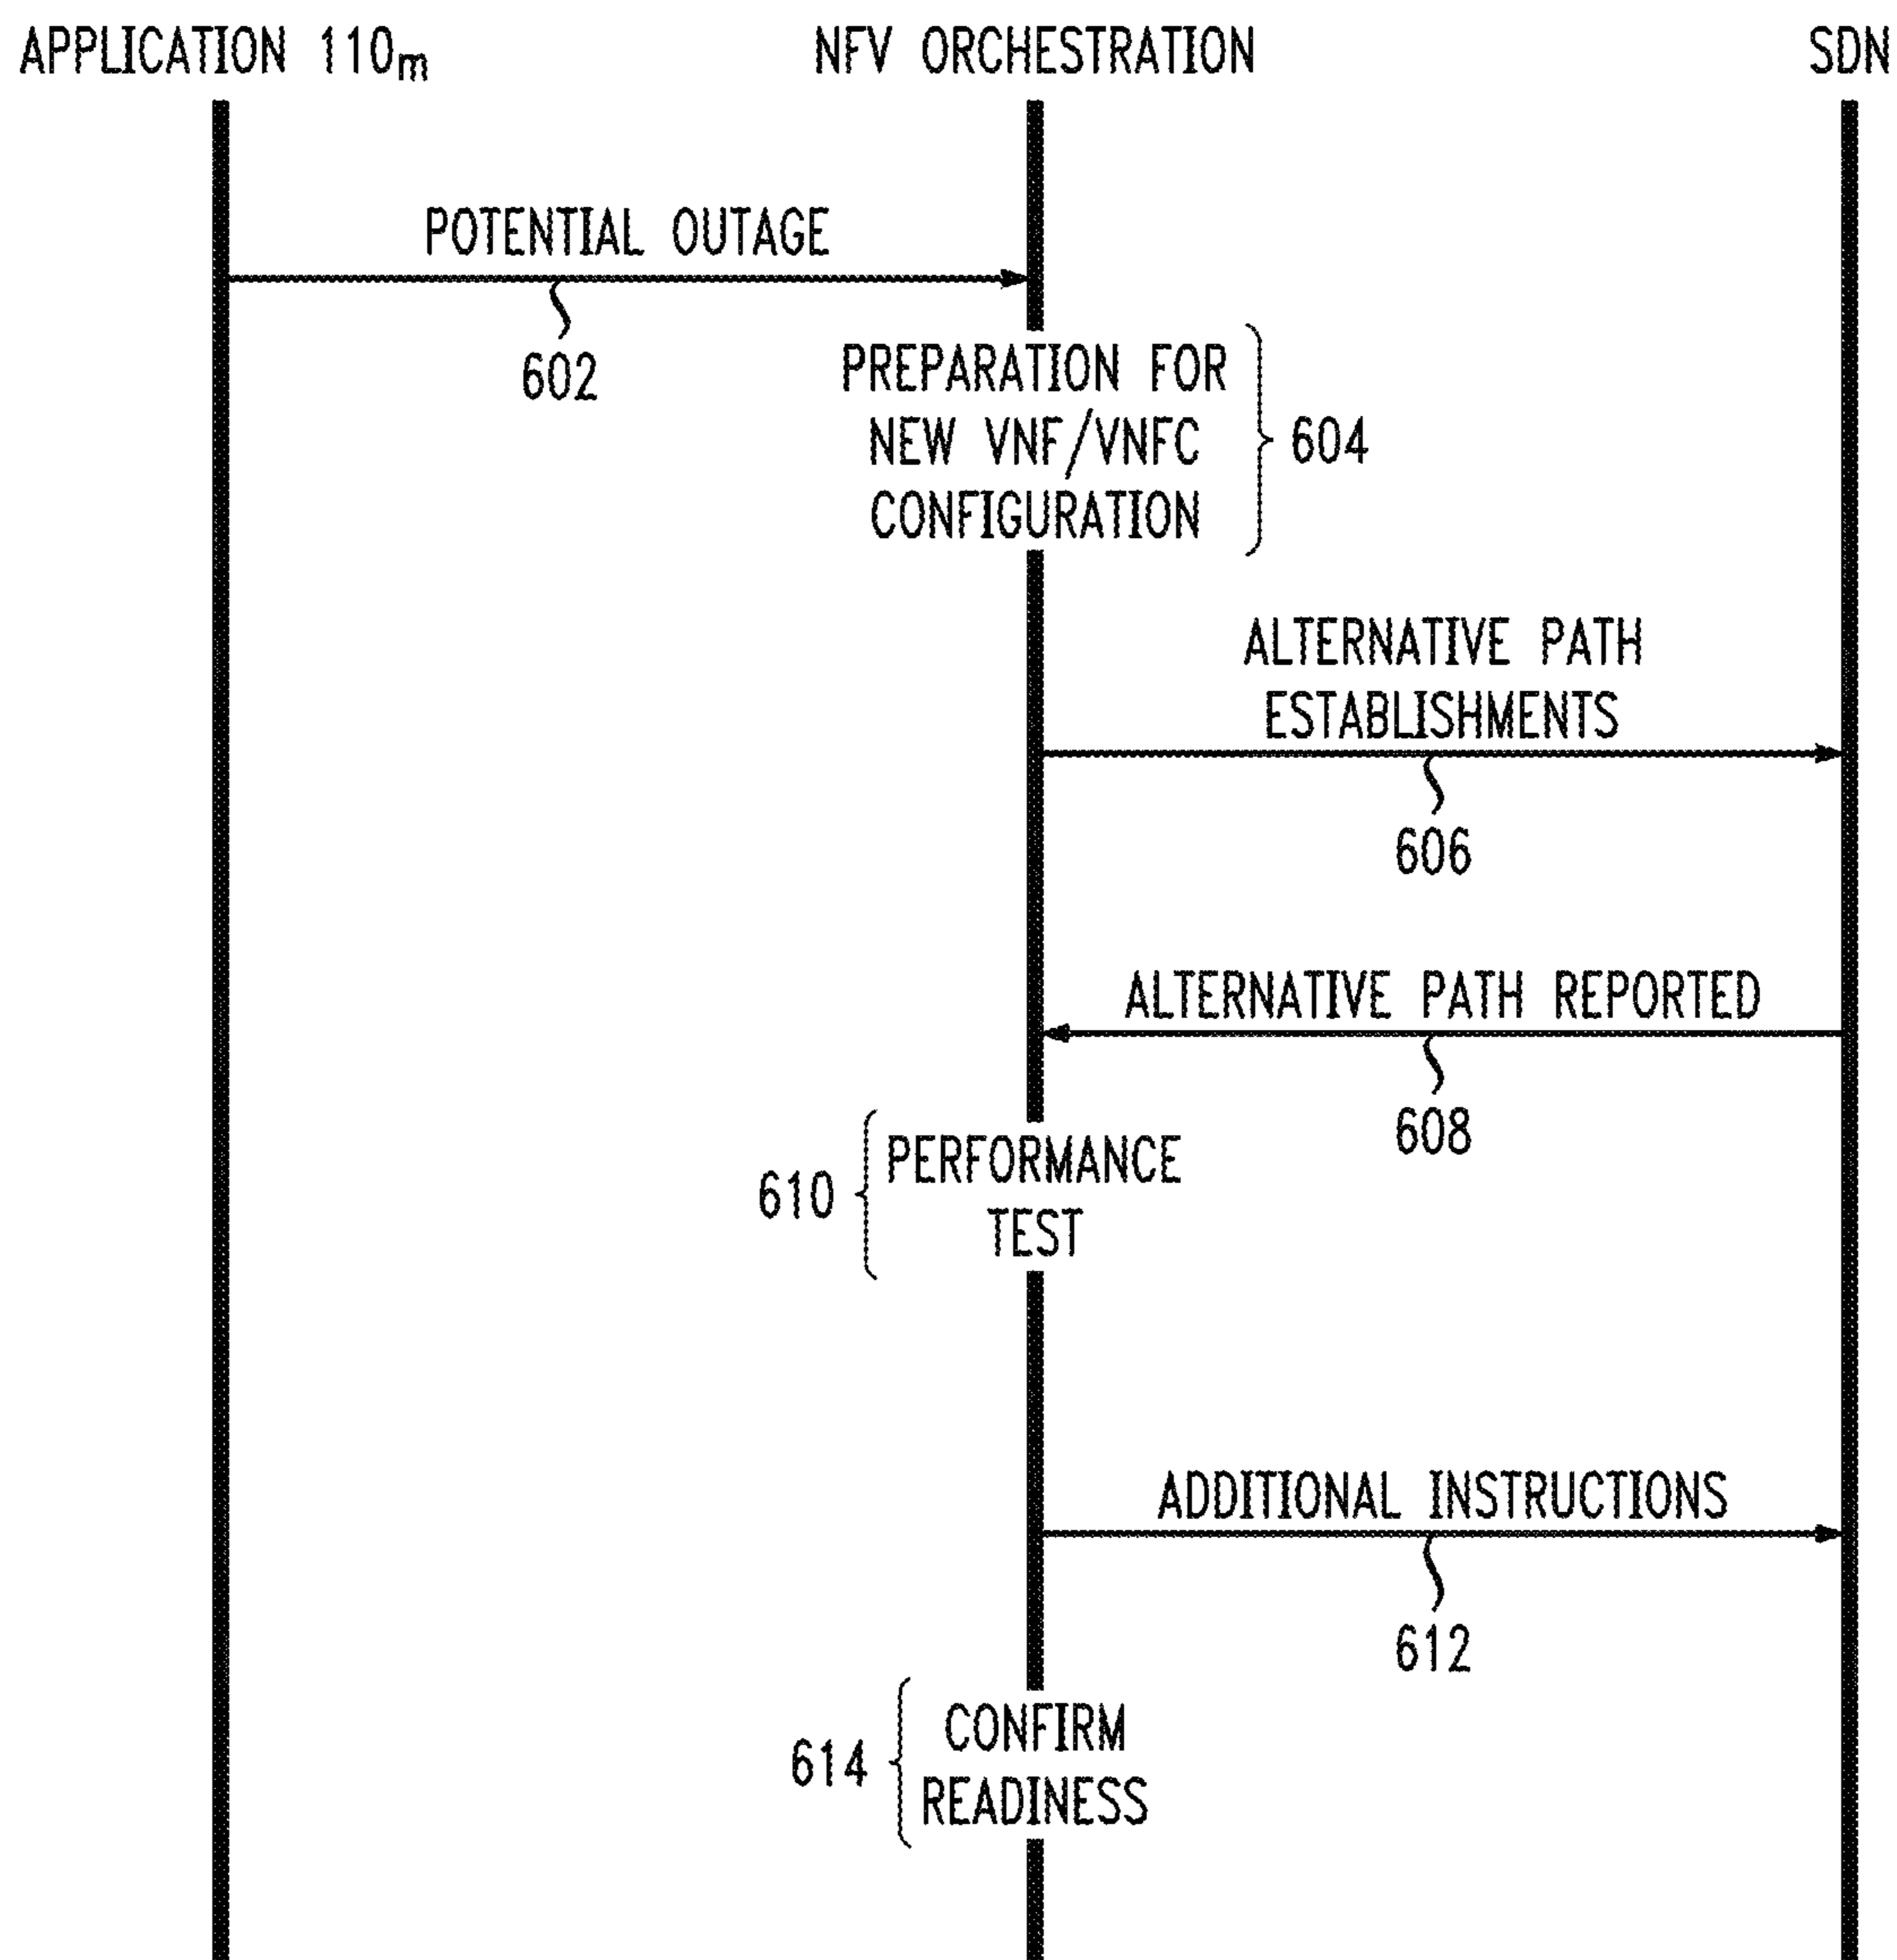 APPLICATION 110m
NFV ORCHESTRATION
SDN
POTENTIAL OUTAGE
602
PREPARATION FOR
NEW VNF/VNFC
CONFIGURATION
604
ALTERNATIVE PATH
ESTABLISHMENTS
606
ALTERNATIVE PATH REPORTED
608
610
PERFORMANCE
TEST
ADDITIONAL INSTRUCTIONS
612
614
CONFIRM
READINESS